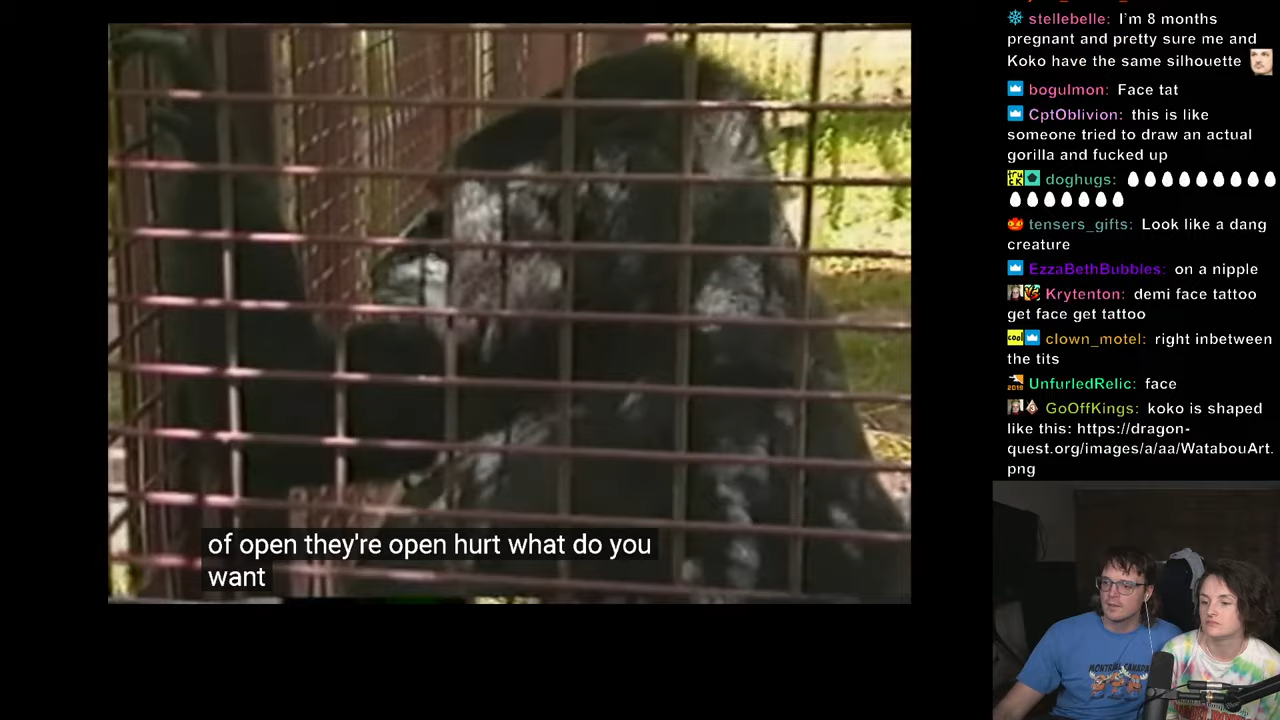 of open they're open hurt what do you
want
stellebelle: I'm 8 months
pregnant and pretty sure me and
Koko have the same silhouette
bogulmon: Face tat
CptOblivion: this is like
someone tried to draw an actual
gorilla and fucked up
doghugs:
tensers_gifts: Look like a dang
creature
EzzaBethBubbles: on a nipple
Krytenton: demi face tattoo
get face get tattoo
clown_motel: right inbetween
the tits
UnfurledRelic: face
GoOffKings: koko is shaped
like this: https://dragon-
quest.org/images/a/aa/WatabouArt.
png